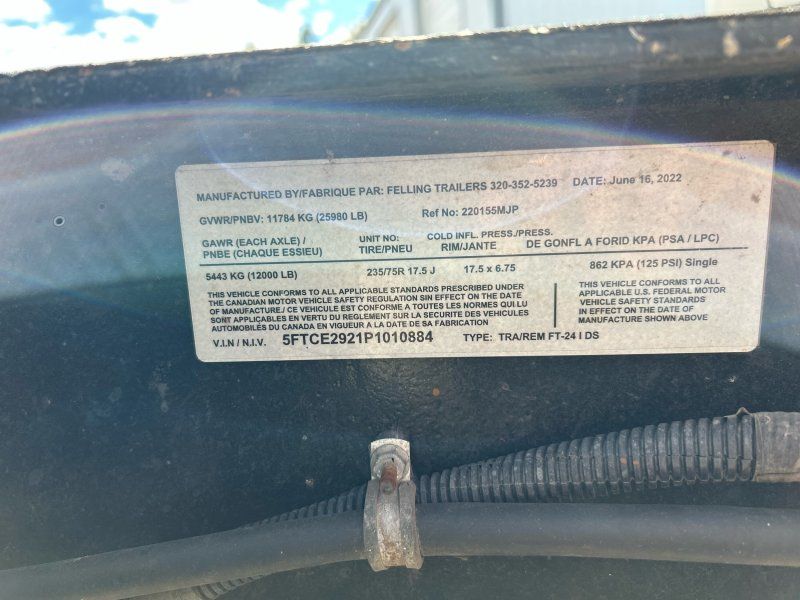 MANUFACTURED BY/FABRIQUE PAR: FELLING TRAILERS 320-352-5239 DATE: June 16, 2022
GVWR/PNBV: 11784 KG (25980 LB) Ref No: 220155MJP
GAWR (EACH AXLE) / UNIT NO: COLD INFL. PRESS./PRESS.
PNBE (CHAQUE ESSIEU) TIRE/PNEU RIM/JANTE DE GONFL A FORID KPA (PSA / LPC)
5443 KG (12000 LB) 235/75R 17.5 J 17.5 x 6.75 862 KPA (125 PSI) Single
THIS VEHICLE CONFORMS TO ALL APPLICABLE STANDARDS PRESCRIBED UNDER
THE CANADIAN MOTOR VEHICLE SAFETY REGULATION SIN EFFECT ON THE DATE
OF MANUFACTURE./ CE VEHICULE EST CONFORME A TOUTES LES NORMES QUI LU
SONT APPLICABLES EN VERTU DU REGLEMENT SUR LA SECURITE DES VEHICULES
AUTOMOBILES DU CANADA EN VIGUEUR A LA DATE DE SA FABRICATION
THIS VEHICLE CONFORMS TO ALL
APPLICABLE U.S. FEDERAL MOTOR
VEHICLE SAFETY STANDARDS
IN EFFECT ON THE DATE OF
MANUFACTURE SHOWN ABOVE
V.I.N / N.I.V. 5FTCE2921P1010884 TYPE: TRA/REM FT-24 I DS